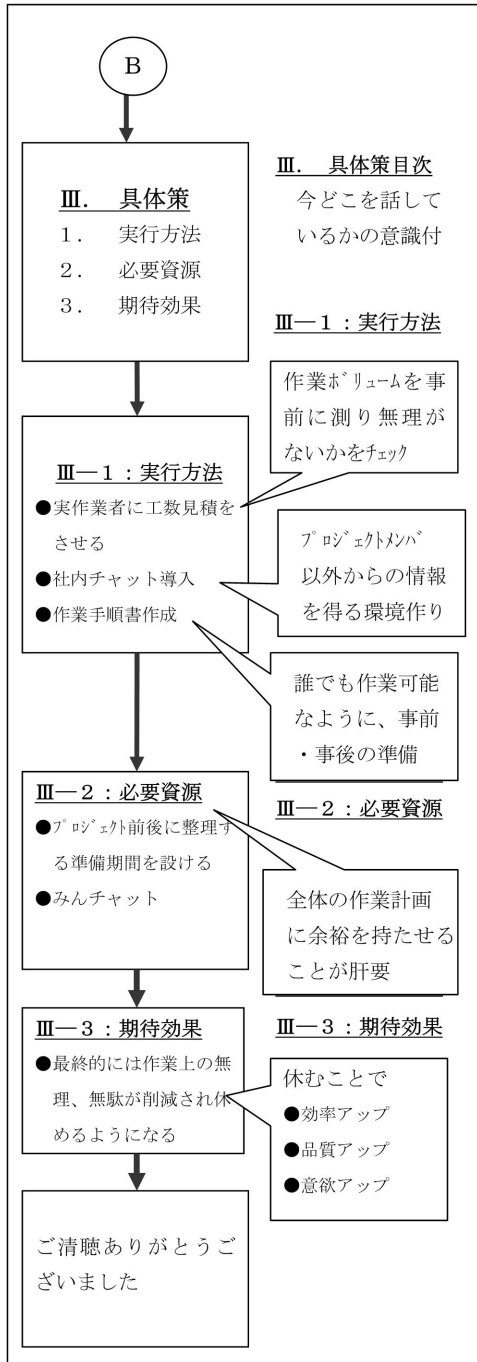 B
Ⅲ. 具体策
1. 実行方法
2. 必要資源
3. 期待効果
Ⅲ. 具体策目次
今どこを話して
いるかの意識付
Ⅲ―1:実行方法
作業ボリュームを事
前に測り無理が
ないかをチェック
Ⅲ―1:実行方法
●実作業者に工数見積を
させる
●社内チャット導入
●作業手順書作成
プロジェクトメンバ
以外からの情報
を得る環境作り
誰でも作業可能
なように、事前
・事後の準備
Ⅲ―2:必要資源
●プロジェクト前後に整理す
る準備期間を設ける
●みんチャット
Ⅲ―2:必要資源
全体の作業計画
に余裕を持たせる
ことが肝要
Ⅲ―3:期待効果
●最終的には作業上の無
理、無駄が削減され休
めるようになる
Ⅲ―3:期待効果
休むことで
●効率アップ
●品質アップ
●意欲アップ
ご清聴ありがとうご
ざいました